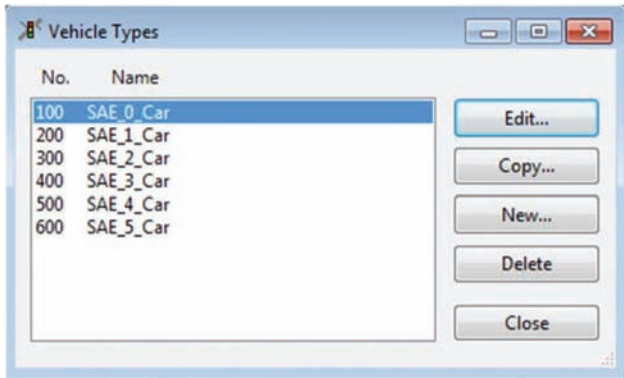 Vehicle Types
No. Name
100 SAE_0_Car
200 SAE_1_Car
300 SAE_2_Car
400 SAE_3_Car
500 SAE_4_Car
600 SAE_5_Car
Edit...
Copy...
New...
Delete
Close